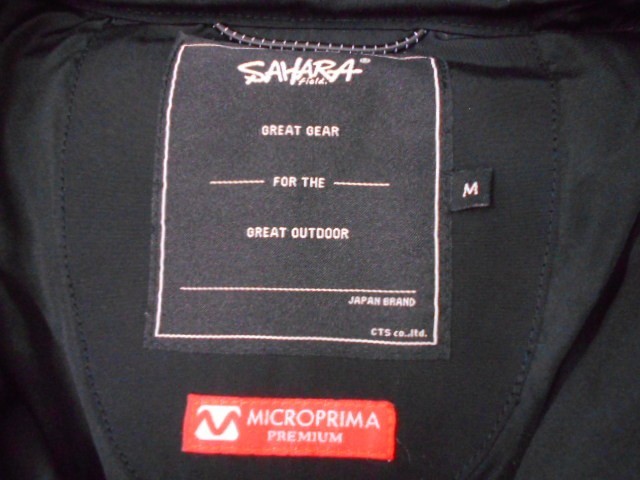 SAHARA®
field.
GREAT GEAR
FOR THE
GREAT OUTDOOR
M
JAPAN BRAND
CTS co.,ltd.
MICROPRIMA
PREMIUM